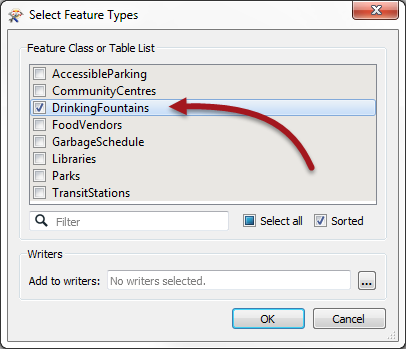 Select Feature Types
Feature Class or Table List
AccessibleParking
CommunityCentres
DrinkingFountains
FoodVendors
GarbageSchedule
Libraries
Parks
TransitStations
Filter Select all Sorted
Writers
Add to writers: No writers selected. ...
OK Cancel